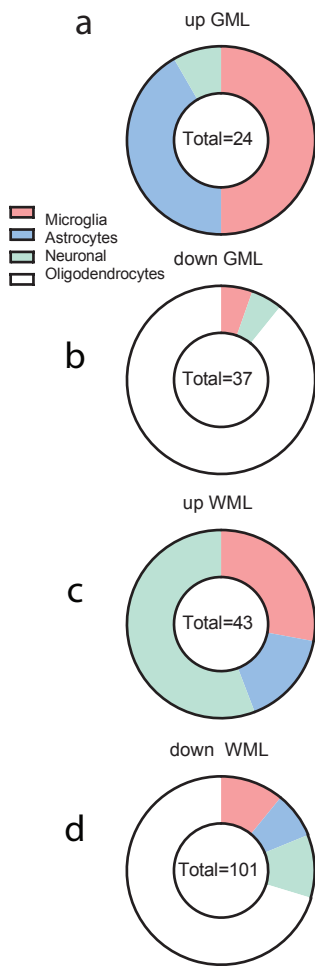 a
up GML
Total=24
Microglia
Astrocytes
Neuronal
Oligodendrocytes
down GML
b
Total=37
up WML
c
Total=43
down WML
d
Total=101